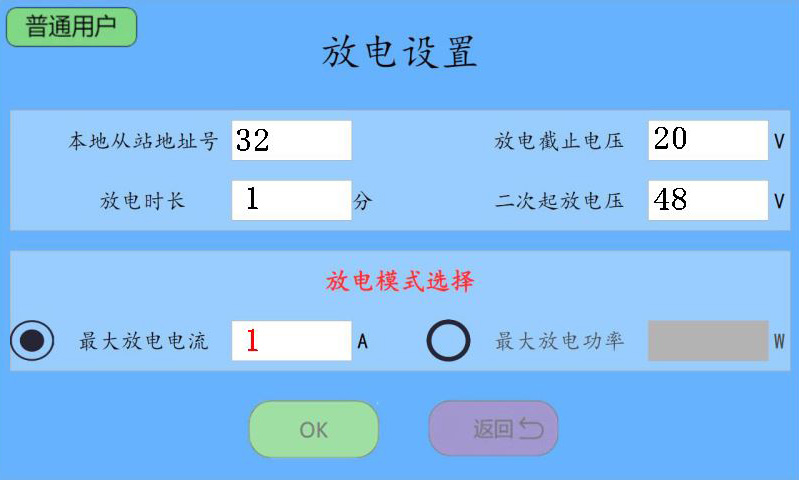 普通用户
放电设置
本地从站地址号 32 放电截止电压 20 V
放电时长 1 分 二次起放电压 48 V
放电模式选择
最大放电电流 1 A 最大放电功率 W
OK 返回